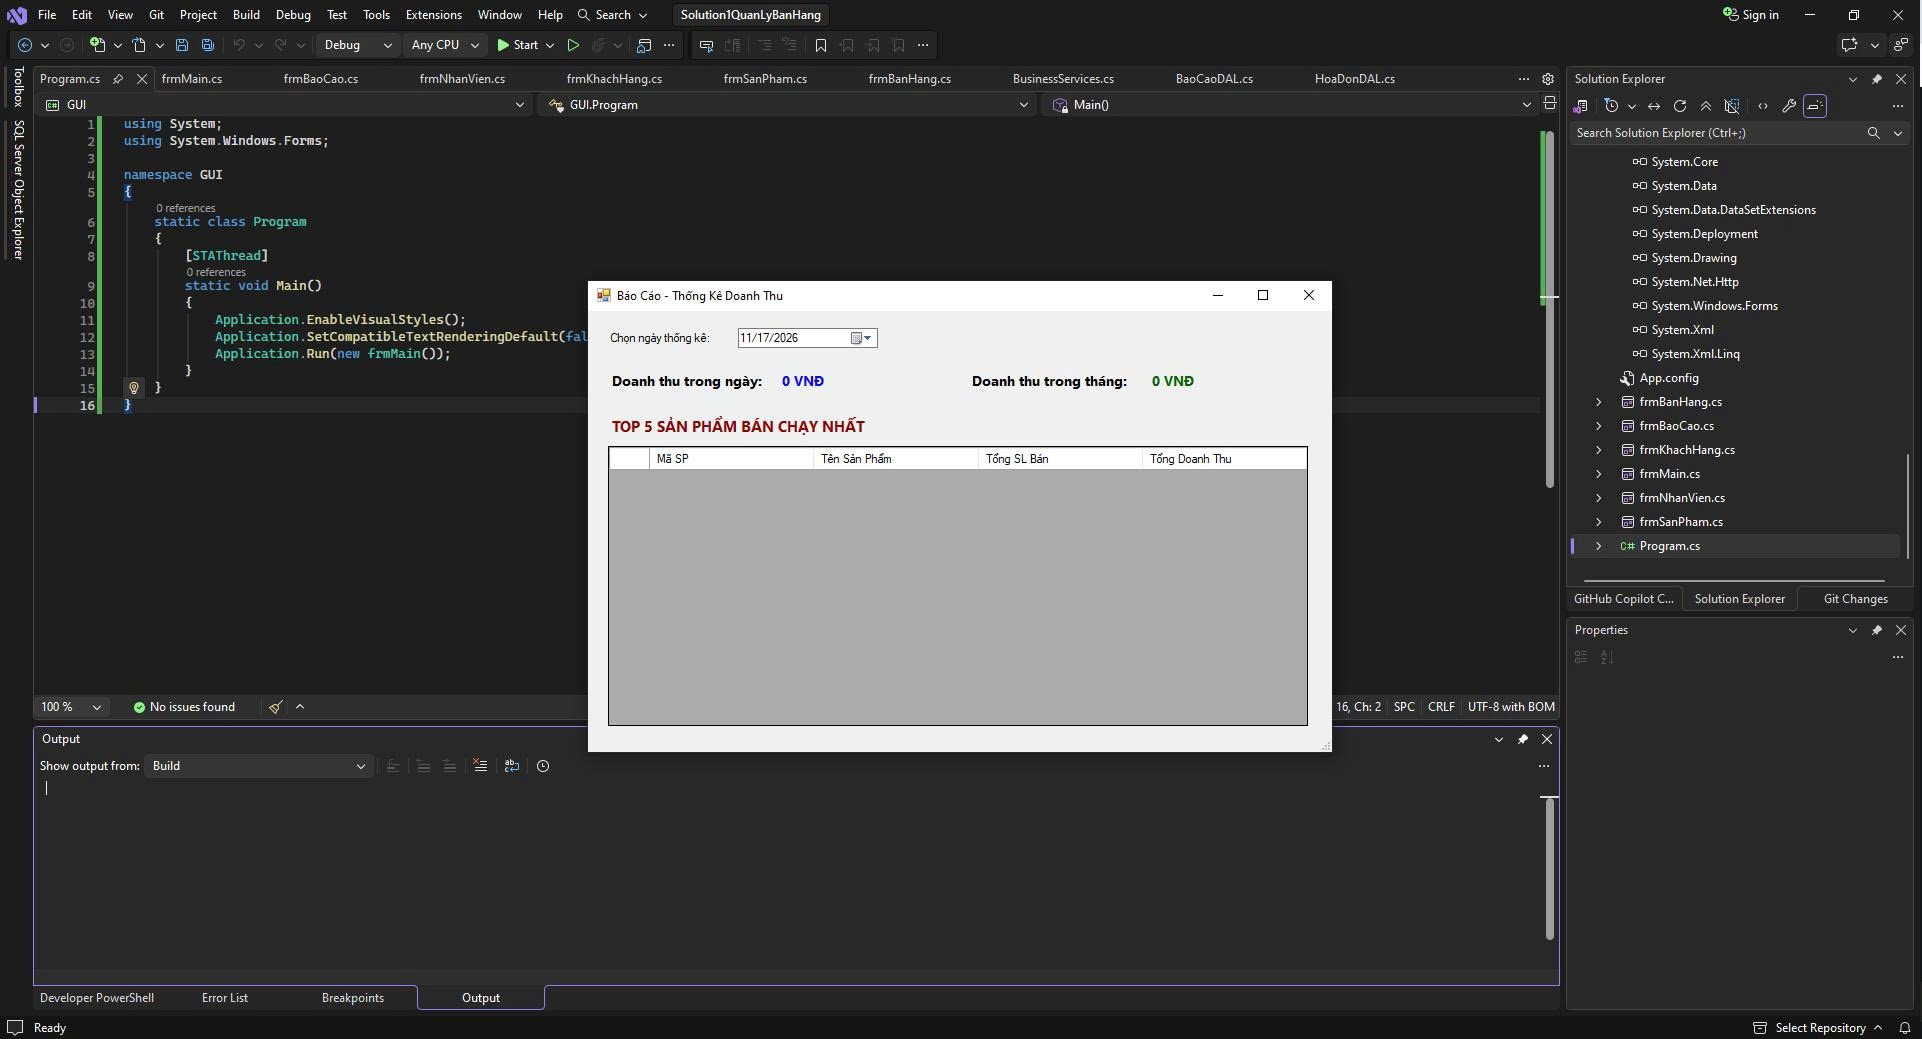 File Edit View Git Project Build Debug Test Tools Extensions Window Help Search Solution1QuanLyBanHang Sign in
Debug Any CPU Start
Toolbox
SQL Server Object Explorer
Program.cs frmMain.cs frmBaoCao.cs frmNhanVien.cs frmKhachHang.cs frmSanPham.cs frmBanHang.cs BusinessServices.cs BaoCaoDAL.cs HoaDonDAL.cs
GUI GUI.Program Main()
1 using System;
2 using System.Windows.Forms;
3
4 namespace GUI
5 {
0 references
6 static class Program
7 {
8 [STAThread]
0 references
9 static void Main()
10 {
11 Application.EnableVisualStyles();
12 Application.SetCompatibleTextRenderingDefault(fal
13 Application.Run(new frmMain());
14 }
15 }
16 }
Báo Cáo - Thống Kê Doanh Thu
Chọn ngày thống kê: 11/17/2026
Doanh thu trong ngày: 0 VNĐ Doanh thu trong tháng: 0 VNĐ
TOP 5 SẢN PHẨM BÁN CHẠY NHẤT
Mã SP Tên Sản Phẩm Tổng SL Bán Tổng Doanh Thu
100 % No issues found 16, Ch: 2 SPC CRLF UTF-8 with BOM
Output
Show output from: Build
Developer PowerShell Error List Breakpoints Output
Solution Explorer
Search Solution Explorer (Ctrl+;)
System.Core
System.Data
System.Data.DataSetExtensions
System.Deployment
System.Drawing
System.Net.Http
System.Windows.Forms
System.Xml
System.Xml.Linq
App.config
frmBanHang.cs
frmBaoCao.cs
frmKhachHang.cs
frmMain.cs
frmNhanVien.cs
frmSanPham.cs
C# Program.cs
GitHub Copilot C... Solution Explorer Git Changes
Properties
Ready Select Repository